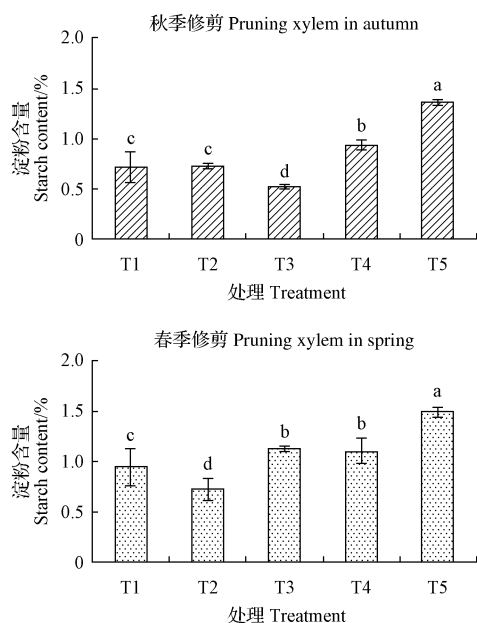 秋季修剪 Pruning xylem in autumn
淀粉含量
Starch content/%
2.0
1.5
1.0
0.5
0
c
c
d
b
a
T1 T2 T3 T4 T5
处理 Treatment
春季修剪 Pruning xylem in spring
淀粉含量
Starch content/%
2.0
1.5
1.0
0.5
0
c
d
b
b
a
T1 T2 T3 T4 T5
处理 Treatment